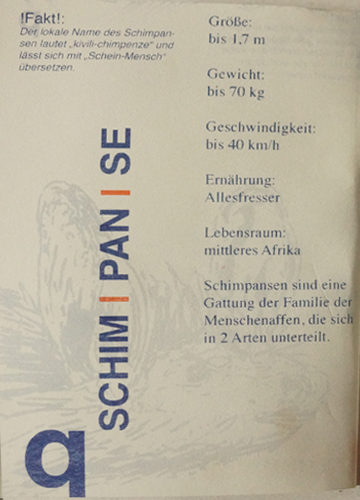 !Fakt!:
Der lokale Name des Schimpan-
sen lautet „kivili-chimpenze“ und
lässt sich mit „Schein-Mensch“
übersetzen.
SCHIM | PAN | SE
q
Größe:
bis 1,7 m
Gewicht:
bis 70 kg
Geschwindigkeit:
bis 40 km/h
Ernährung:
Allesfresser
Lebensraum:
mittleres Afrika
Schimpansen sind eine
Gattung der Familie der
Menschenaffen, die sich
in 2 Arten unterteilt.